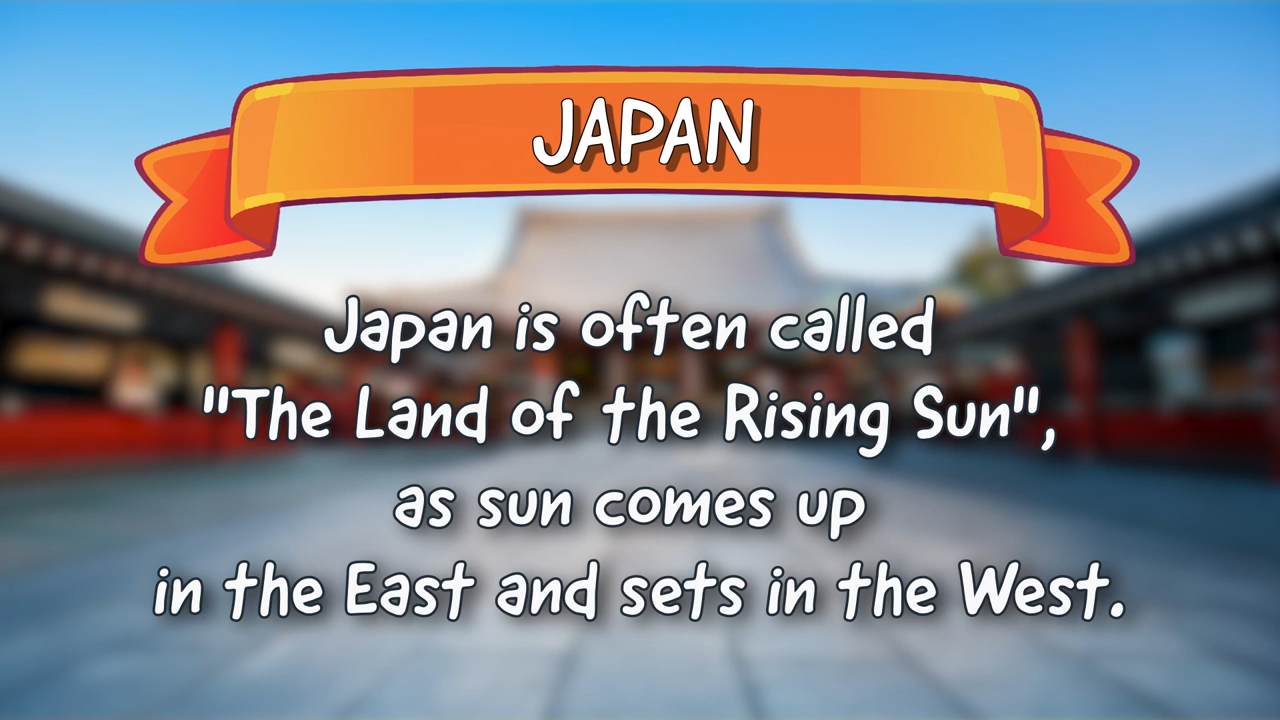 JAPAN
Japan is often called
"The Land of the Rising Sun",
as sun comes up
in the East and sets in the West.